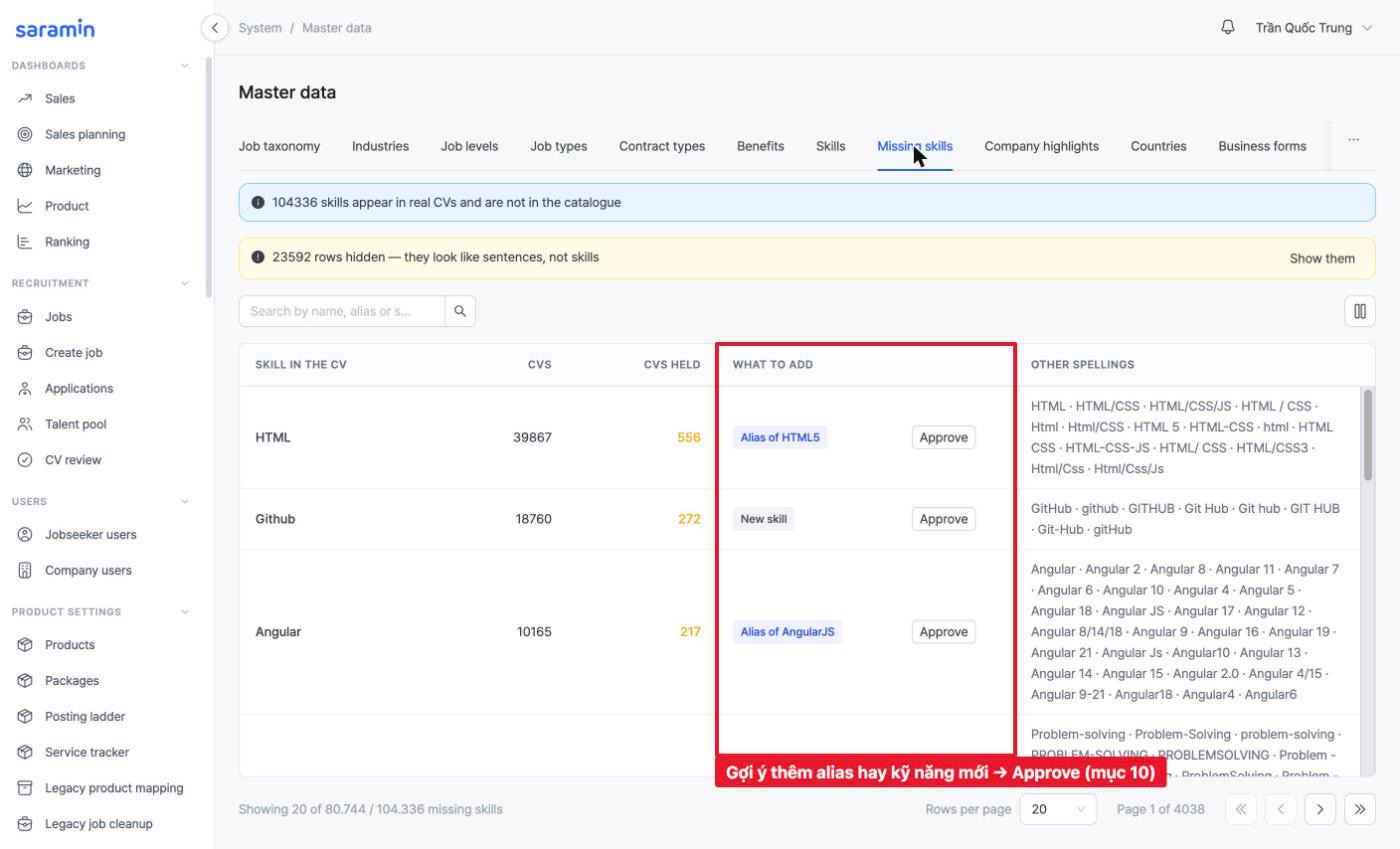 saramin
System / Master data
Trần Quốc Trung
DASHBOARDS
Sales
Sales planning
Marketing
Product
Ranking
RECRUITMENT
Jobs
Create job
Applications
Talent pool
CV review
USERS
Jobseeker users
Company users
PRODUCT SETTINGS
Products
Packages
Posting ladder
Service tracker
Legacy product mapping
Legacy job cleanup
Master data
Job taxonomy Industries Job levels Job types Contract types Benefits Skills Missing skills Company highlights Countries Business forms ...
104336 skills appear in real CVs and are not in the catalogue
23592 rows hidden — they look like sentences, not skills Show them
Search by name, alias or s...
SKILL IN THE CV CVS CVS HELD WHAT TO ADD OTHER SPELLINGS
HTML 39867 556 Alias of HTML5 Approve
HTML · HTML/CSS · HTML/CSS/JS · HTML / CSS ·
Html · Html/CSS · HTML 5 · HTML-CSS · html · HTML
CSS · HTML-CSS-JS · HTML/ CSS · HTML/CSS3 ·
Html/Css · Html/Css/Js
Github 18760 272 New skill Approve
GitHub · github · GITHUB · Git Hub · Git hub · GIT HUB
· Git-Hub · gitHub
Angular 10165 217 Alias of AngularJS Approve
Angular · Angular 2 · Angular 8 · Angular 11 · Angular 7
· Angular 6 · Angular 10 · Angular 4 · Angular 5 ·
Angular 18 · Angular JS · Angular 17 · Angular 12 ·
Angular 8/14/18 · Angular 9 · Angular 16 · Angular 19 ·
Angular 21 · Angular Js · Angular10 · Angular 13 ·
Angular 14 · Angular 15 · Angular 2.0 · Angular 4/15 ·
Angular 9-21 · Angular18 · Angular4 · Angular6
Problem-solving · Problem-Solving · problem-solving ·
PROBLEM-SOLVING · PROBLEMSOLVING · Problem -
· ProblemSolving · Problem -
Gợi ý thêm alias hay kỹ năng mới → Approve (mục 10)
Showing 20 of 80.744 / 104.336 missing skills
Rows per page 20 Page 1 of 4038